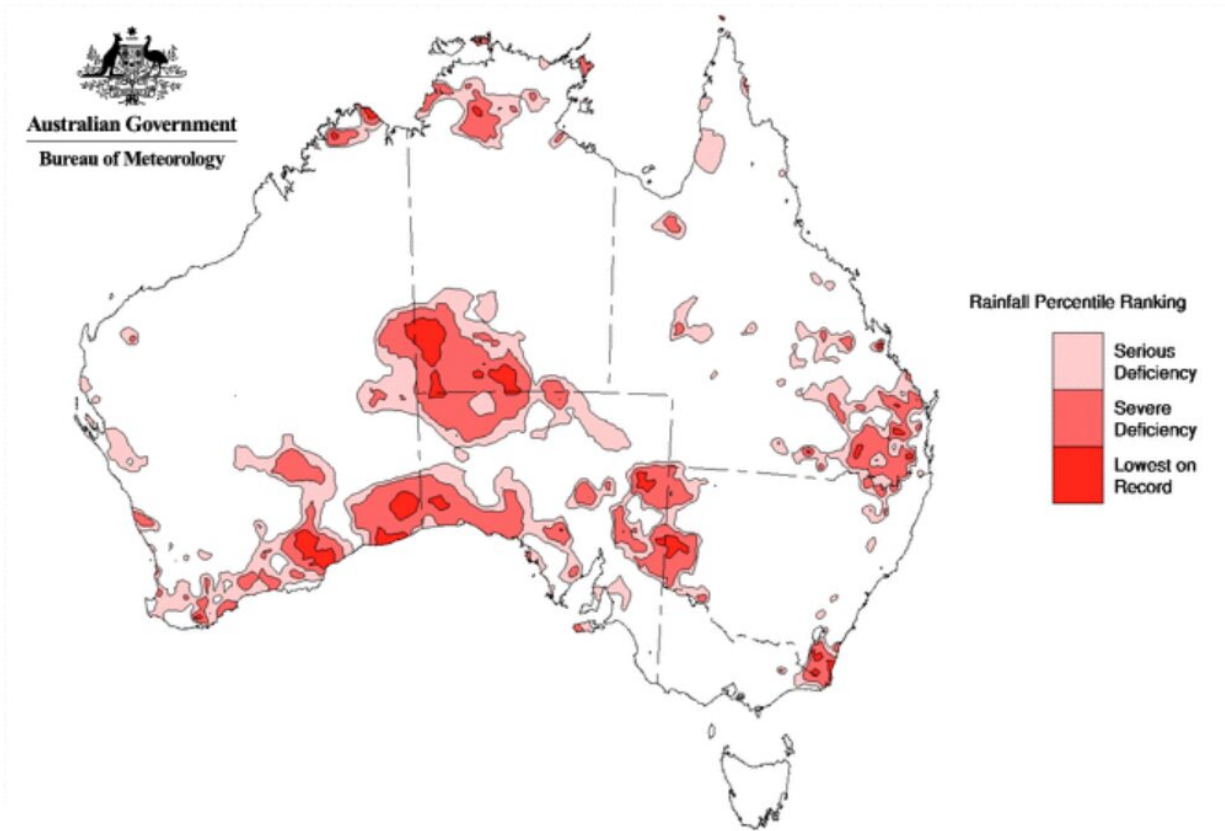 Australian Government
Bureau of Meteorology
Rainfall Percentile Ranking
Serious
Deficiency
Severe
Deficiency
Lowest on
Record